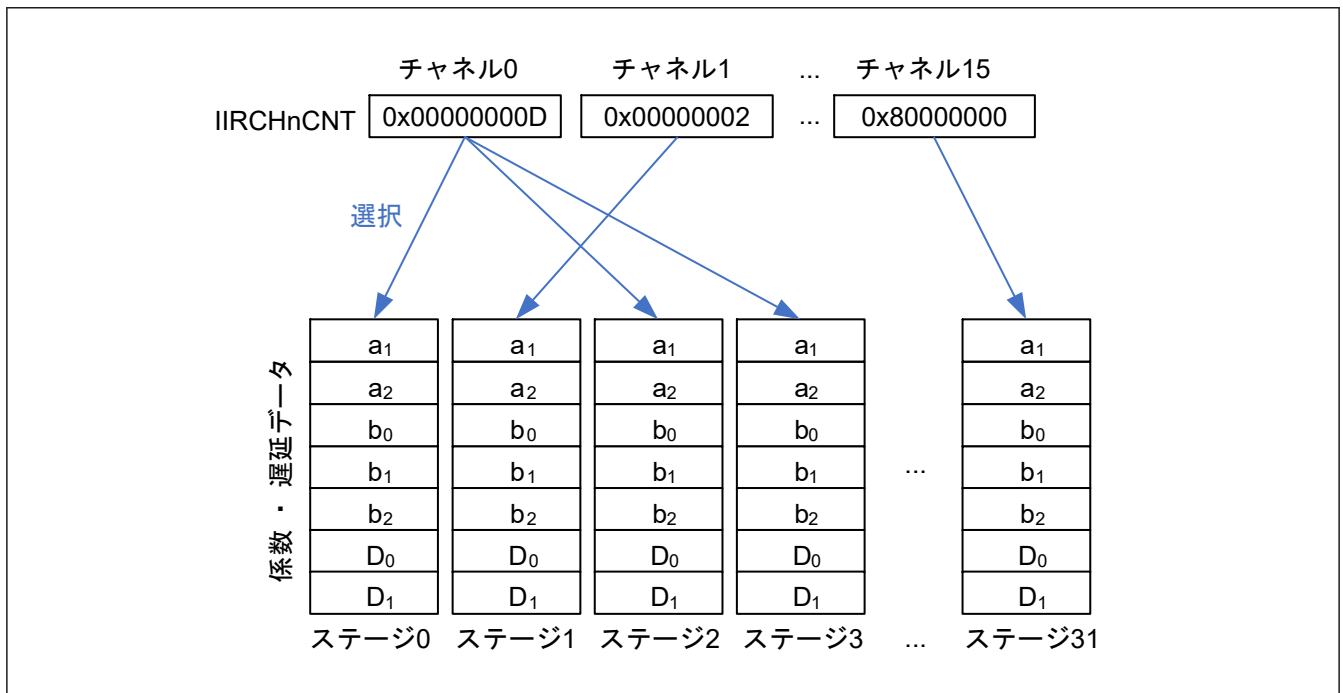 チャネル0 チャネル1 ... チャネル15
IIRCHnCNT 0x00000000D 0x00000002 ... 0x80000000
選択
係数・遅延データ
a1 a1 a1 a1 a1
a2 a2 a2 a2 a2
b0 b0 b0 b0 b0
b1 b1 b1 b1 ... b1
b2 b2 b2 b2 b2
D0 D0 D0 D0 D0
D1 D1 D1 D1 D1
ステージ0 ステージ1 ステージ2 ステージ3 ... ステージ31